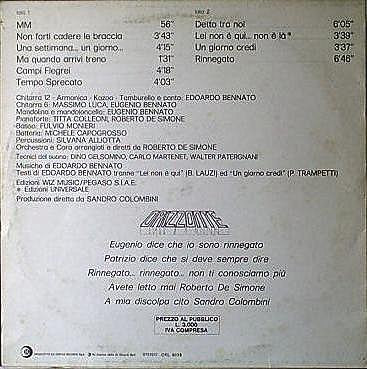 lato 1
MM 56"
Non farti cadere le braccia 3'43"
Una settimana... un giorno... 4'15"
Ma quando arrivi treno 1'31"
Campi Flegrei 4'18"
Tempo Sprecato 4'03"
lato 2
Detto tra noi 6'05"
Lei non è qui... non è là * 3'39"
Un giorno credi 3'37"
Rinnegato 6'46"
Chitarra 12 - Armonica - Kazoo - Tamburello e canto: EDOARDO BENNATO
Chitarra 6: MASSIMO LUCA, EUGENIO BENNATO
Mandolino e mandoloncello: EUGENIO BENNATO
Pianoforte: TITTA COLLEONI, ROBERTO DE SIMONE
Basso: FULVIO MONIERI
Batteria: MICHELE CAPOGROSSO
Percussioni: SILVANA ALLIOTTA
Orchestra e Coro arrangiati e diretti da ROBERTO DE SIMONE
Tecnici del suono: DINO GELSOMINO, CARLO MARTENET, WALTER PATERGNANI
Musiche di EDOARDO BENNATO
Testi di EDOARDO BENNATO tranne "Lei non è qui" (B. LAUZI) ed "Un giorno credi" (P. TRAMPETTI)
Edizioni WIZ MUSIC/PEGASO S.I.A.E.
* Edizioni UNIVERSALE
Produzione diretta da SANDRO COLOMBINI
ORIZZONTE
Eugenio dice che io sono rinnegato
Patrizio dice che si deve sempre dire
Rinnegato... rinnegato... non ti conosciamo più
Avete letto mai Roberto De Simone
A mia discolpa cito Sandro Colombini
PREZZO AL PUBBLICO
L. 3.000
IVA COMPRESA
STEREO